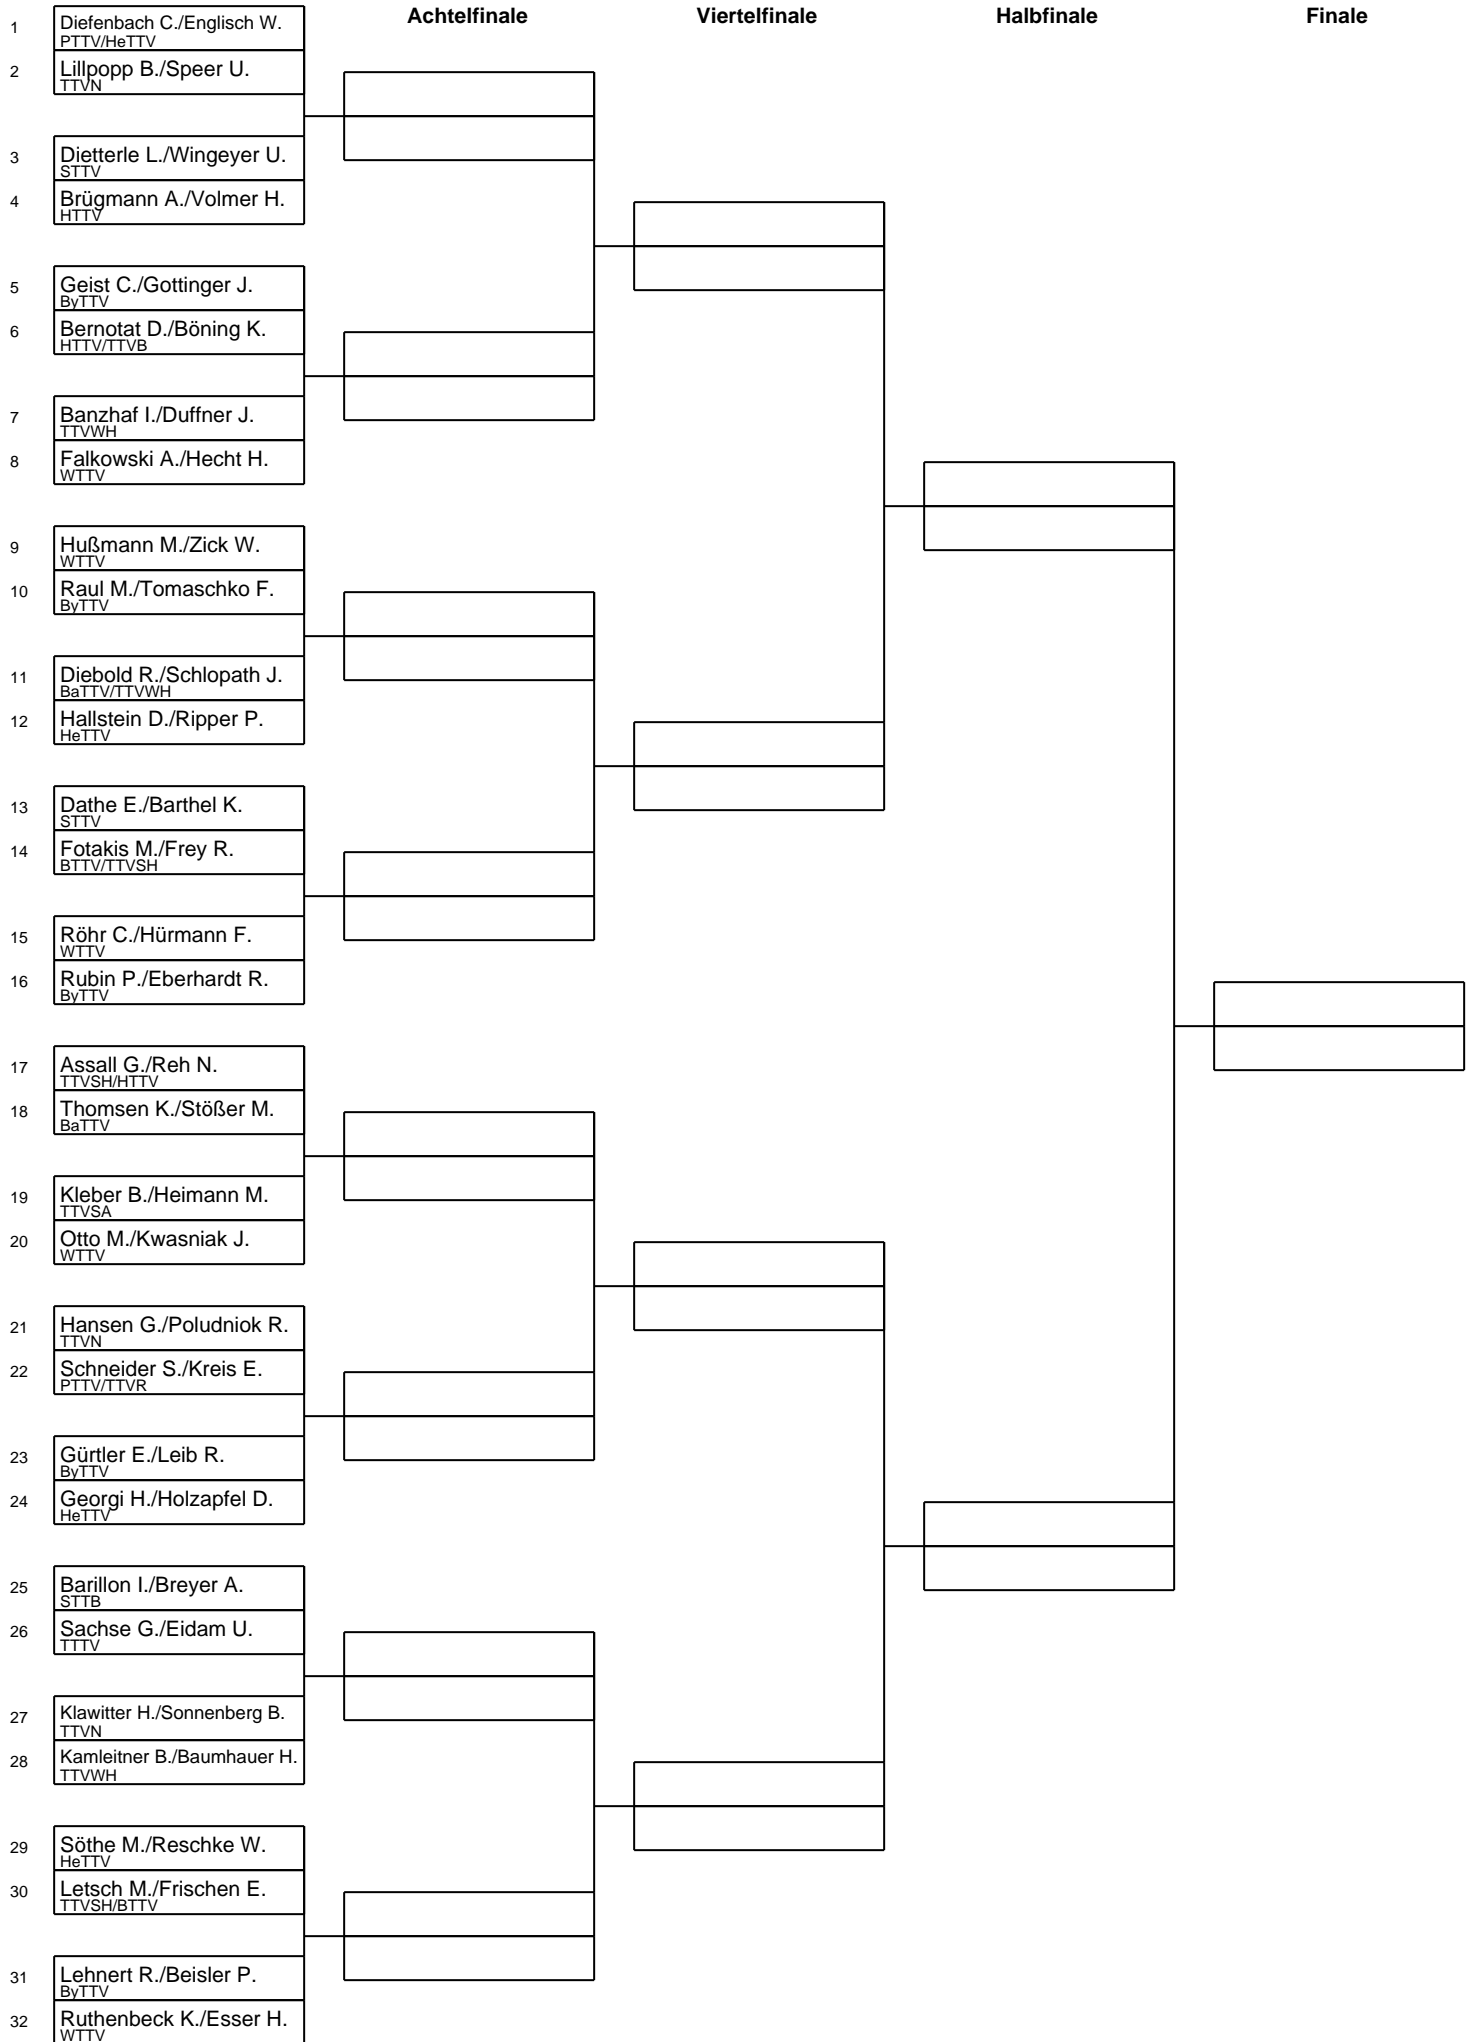 Achtelfinale Viertelfinale Halbfinale Finale
1 Diefenbach C./Englisch W.
PTTV/HeTTV
2 Lillpopp B./Speer U.
TTVN
3 Dietterle L./Wingeyer U.
STTV
4 Brügmann A./Volmer H.
HTTV
5 Geist C./Gottinger J.
ByTTV
6 Bernotat D./Böning K.
HTTV/TTVB
7 Banzhaf I./Duffner J.
TTVWH
8 Falkowski A./Hecht H.
WTTV
9 Hußmann M./Zick W.
WTTV
10 Raul M./Tomaschko F.
ByTTV
11 Diebold R./Schlopath J.
BaTTV/TTVWH
12 Hallstein D./Ripper P.
HeTTV
13 Dathe E./Barthel K.
STTV
14 Fotakis M./Frey R.
BTTV/TTVSH
15 Röhr C./Hürmann F.
WTTV
16 Rubin P./Eberhardt R.
ByTTV
17 Assall G./Reh N.
TTVSH/HTTV
18 Thomsen K./Stößer M.
BaTTV
19 Kleber B./Heimann M.
TTVSA
20 Otto M./Kwasniak J.
WTTV
21 Hansen G./Poludniok R.
TTVN
22 Schneider S./Kreis E.
PTTV/TTVR
23 Gürtler E./Leib R.
ByTTV
24 Georgi H./Holzapfel D.
HeTTV
25 Barillon I./Breyer A.
STTB
26 Sachse G./Eidam U.
TTTV
27 Klawitter H./Sonnenberg B.
TTVN
28 Kamleitner B./Baumhauer H.
TTVWH
29 Söthe M./Reschke W.
HeTTV
30 Letsch M./Frischen E.
TTVSH/BTTV
31 Lehnert R./Beisler P.
ByTTV
32 Ruthenbeck K./Esser H.
WTTV